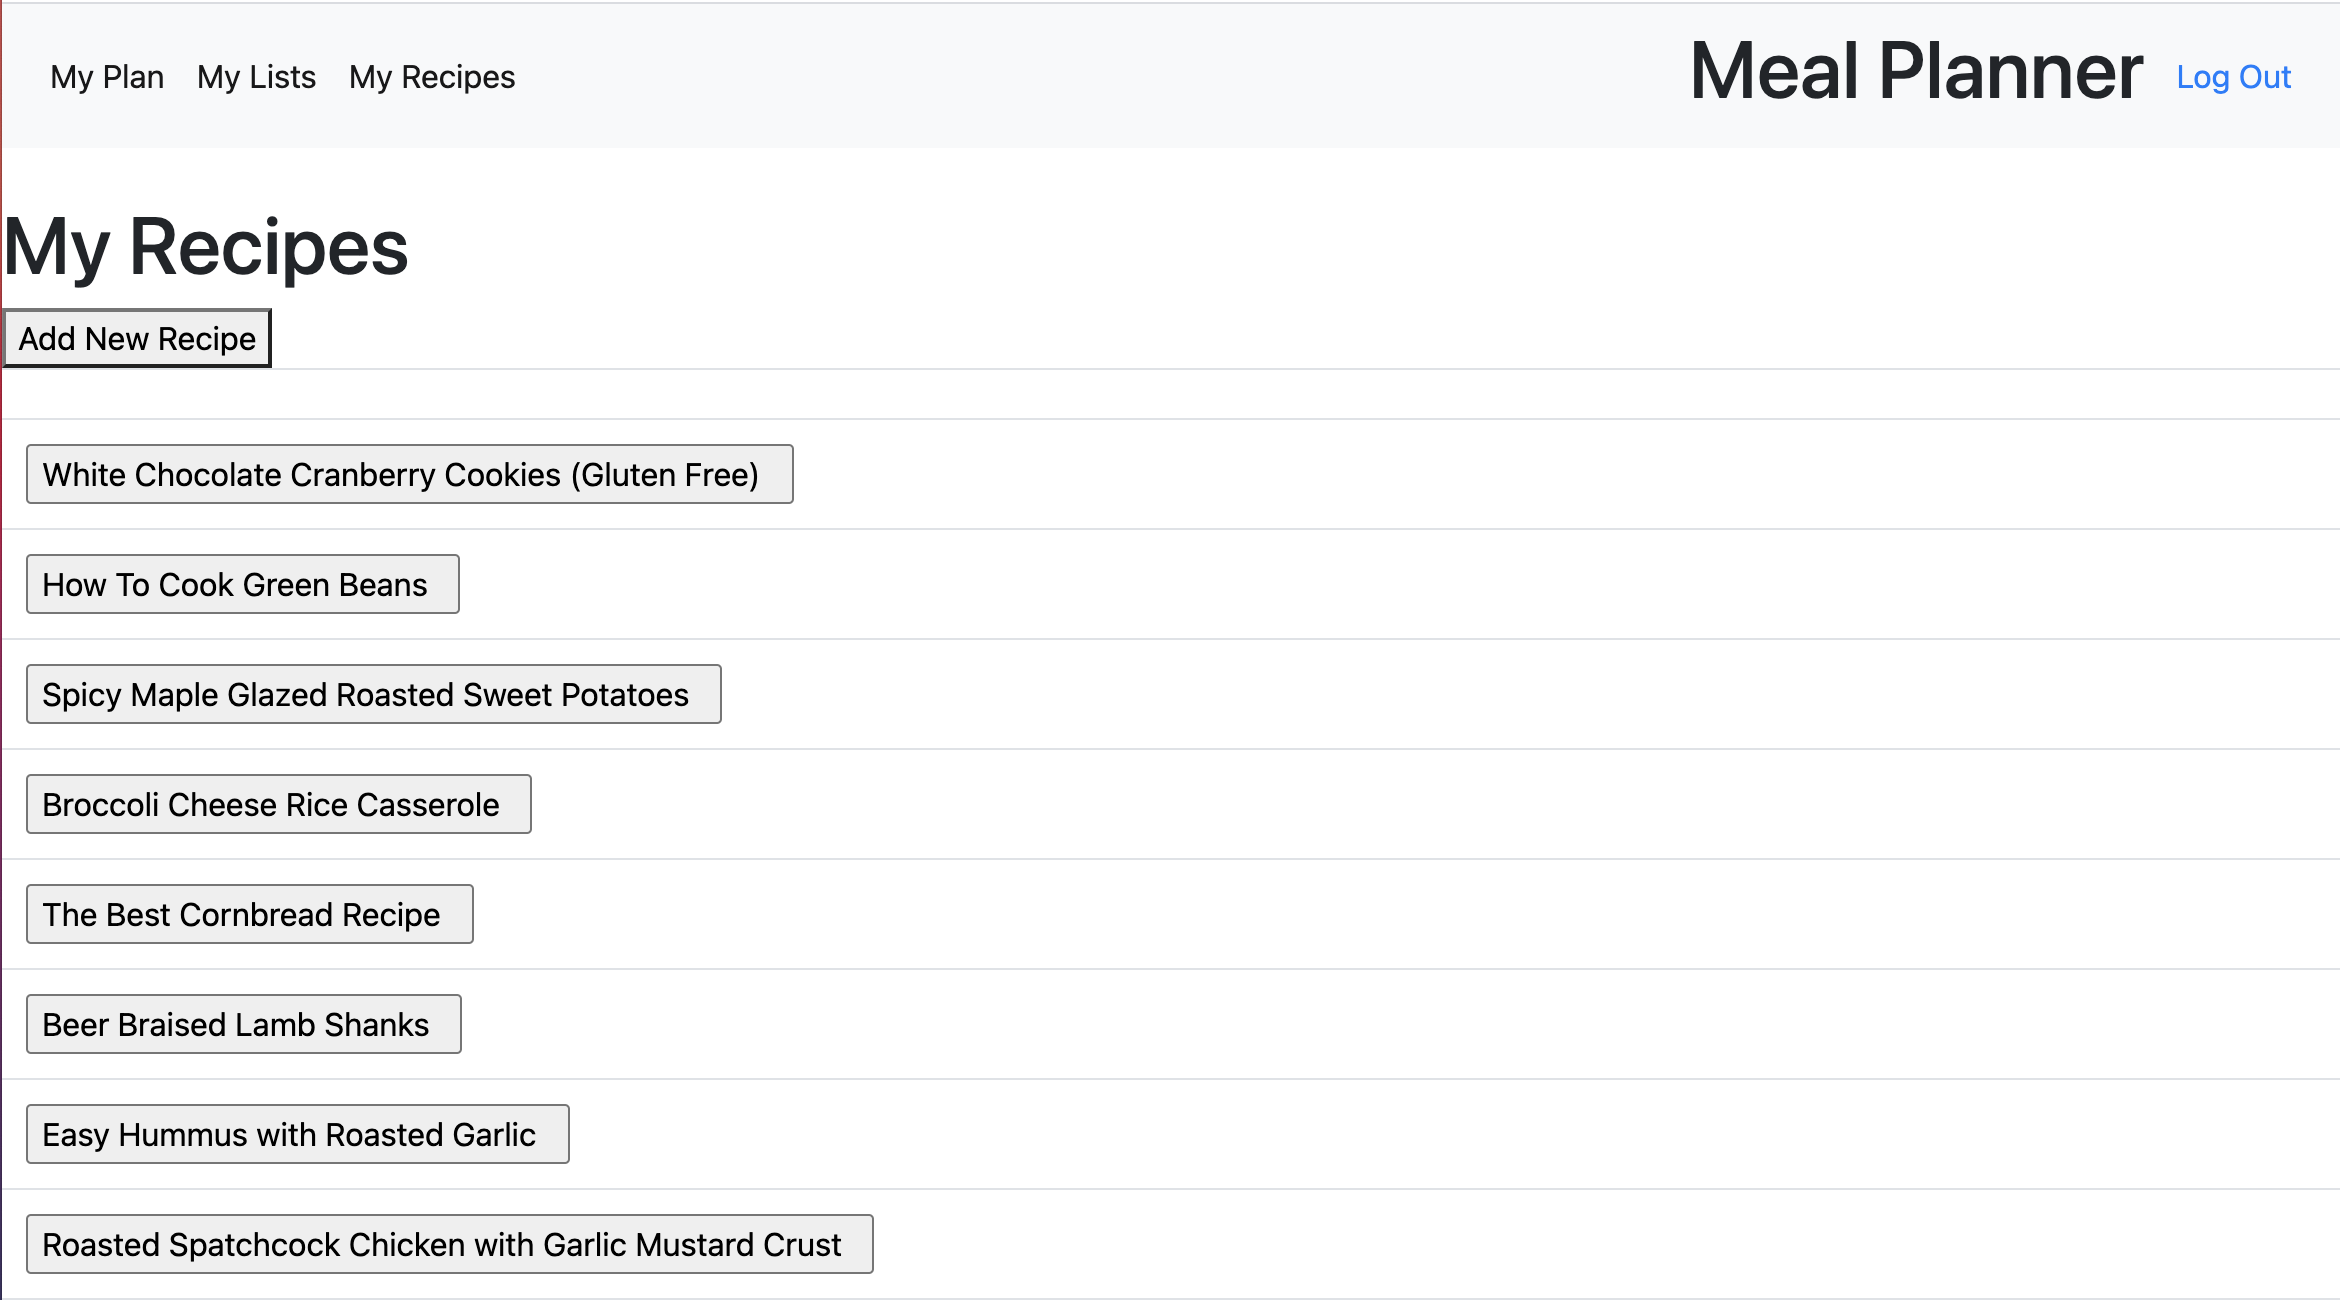 My Plan My Lists My Recipes Meal Planner Log Out
My Recipes
Add New Recipe
White Chocolate Cranberry Cookies (Gluten Free)
How To Cook Green Beans
Spicy Maple Glazed Roasted Sweet Potatoes
Broccoli Cheese Rice Casserole
The Best Cornbread Recipe
Beer Braised Lamb Shanks
Easy Hummus with Roasted Garlic
Roasted Spatchcock Chicken with Garlic Mustard Crust